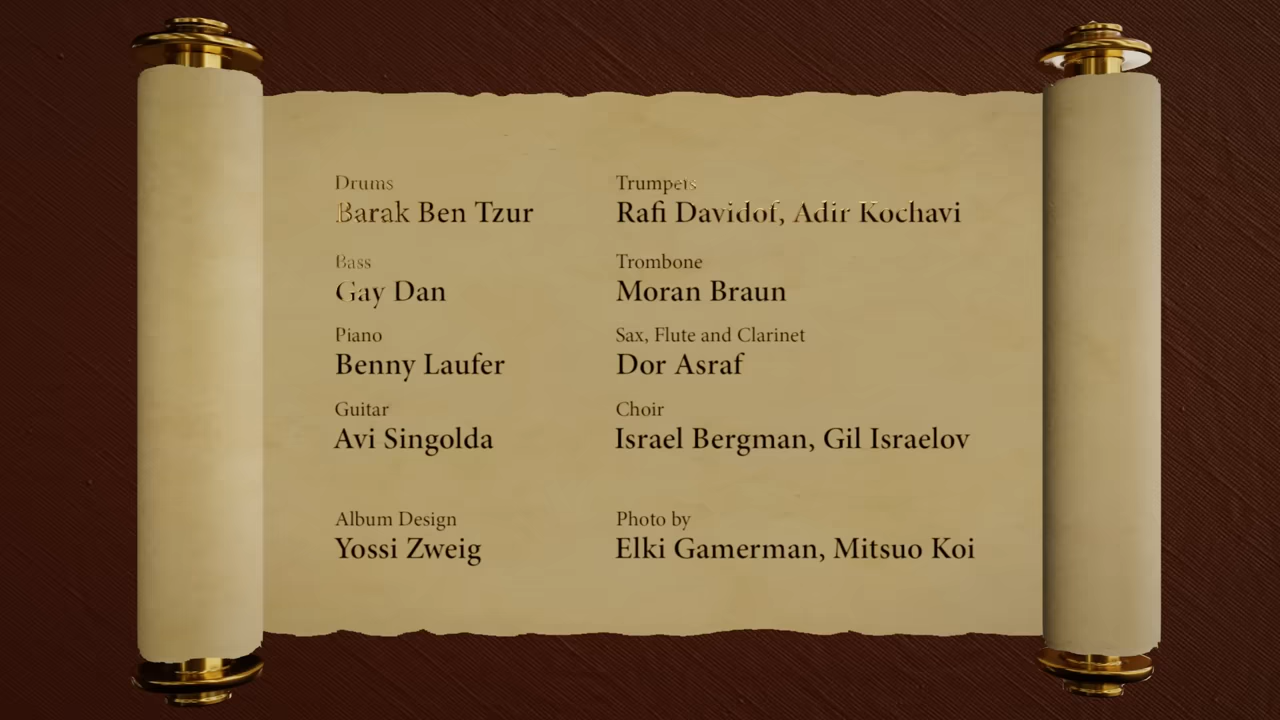 Drums
Barak Ben Tzur
Bass
Gay Dan
Piano
Benny Laufer
Guitar
Avi Singolda
Album Design
Yossi Zweig
Trumpets
Rafi Davidof, Adir Kochavi
Trombone
Moran Braun
Sax, Flute and Clarinet
Dor Asraf
Choir
Israel Bergman, Gil Israelov
Photo by
Elki Gamerman, Mitsuo Koi